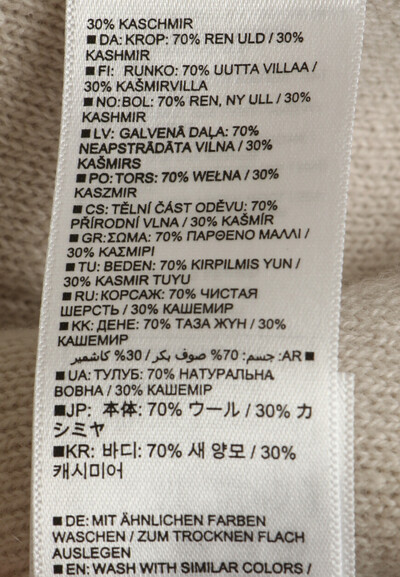 30% KASCHMIR
■ DA: KROP: 70% REN ULD / 30%
KASHMIR
■ FI: RUNKO: 70% UUTTA VILLAA /
30% KAŠMIRVILLA
■ NO:BOL: 70% REN, NY ULL / 30%
KASHMIR
■ LV: GALVENĀ DAĻA: 70%
NEAPSTRĀDĀTA VILNA / 30%
KAŠMIRS
■ PO: TORS: 70% WEŁNA / 30%
KASZMIR
■ CS: TĚLNÍ ČÁST ODĚVU: 70%
PŘÍRODNÍ VLNA / 30% KAŠMÍR
■ GR:ΣΩΜΑ: 70% ΠΑΡΘΕΝΟ ΜΑΛΛΙ /
30% ΚΑΣΜΙΡΙ
■ TU: BEDEN: 70% KIRPILMIS YUN /
30% KASMIR TUYU
■ RU: КОРСАЖ: 70% ЧИСТАЯ
ШЕРСТЬ / 30% КАШЕМИР
■ KK: ДЕНЕ: 70% ТАЗА ЖҮН / 30%
КАШЕМИР
■ AR: جسم: 70% صوف بكر / 30% كاشمير
■ UA: ТУЛУБ: 70% НАТУРАЛЬНА
ВОВНА / 30% КАШЕМІР
■JP: 本体: 70% ウール / 30% カ
シミヤ
■KR: 바디: 70% 새 양모 / 30%
캐시미어
■ DE: MIT ÄHNLICHEN FARBEN
WASCHEN / ZUM TROCKNEN FLACH
AUSLEGEN
■ EN: WASH WITH SIMILAR COLORS /